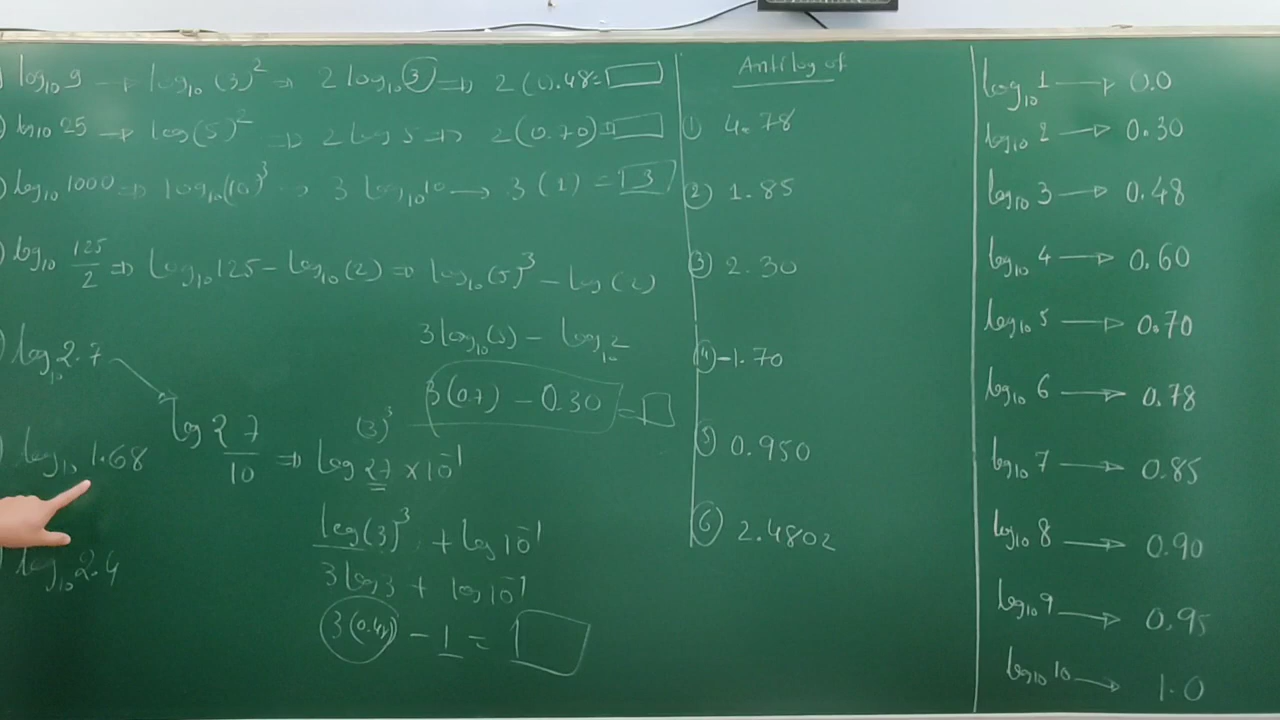 log₁₀ 9 → log₁₀ (3)² ⇒ 2 log₁₀ 3 ⇒ 2 (0.48 =
log₁₀ 25 → log (5)² ⇒ 2 log 5 ⇒ 2 (0.70) =
log₁₀ 1000 ⇒ log₁₀ (10)³ → 3 log₁₀ 10 → 3 (1) = 3
log₁₀ 125/2 ⇒ log₁₀ 125 - log₁₀ (2) ⇒ log₁₀ (5)³ - log (2)
3 log₁₀ (5) - log₁₀ 2
3 (0.7) - 0.30 =
log₁₀ 2.7
log 27/10 ⇒ log 27 × 10⁻¹
(3)³
log (3)³ + log 10⁻¹
3 log 3 + log 10⁻¹
3 (0.48) - 1 =
log₁₀ 1.68
log₁₀ 2.4
Antilog of
① 4.78
② 1.85
③ 2.30
④ -1.70
⑤ 0.950
⑥ 2.4802
log₁₀ 1 → 0.0
log₁₀ 2 → 0.30
log₁₀ 3 → 0.48
log₁₀ 4 → 0.60
log₁₀ 5 → 0.70
log₁₀ 6 → 0.78
log₁₀ 7 → 0.85
log₁₀ 8 → 0.90
log₁₀ 9 → 0.95
log₁₀ 10 → 1.0